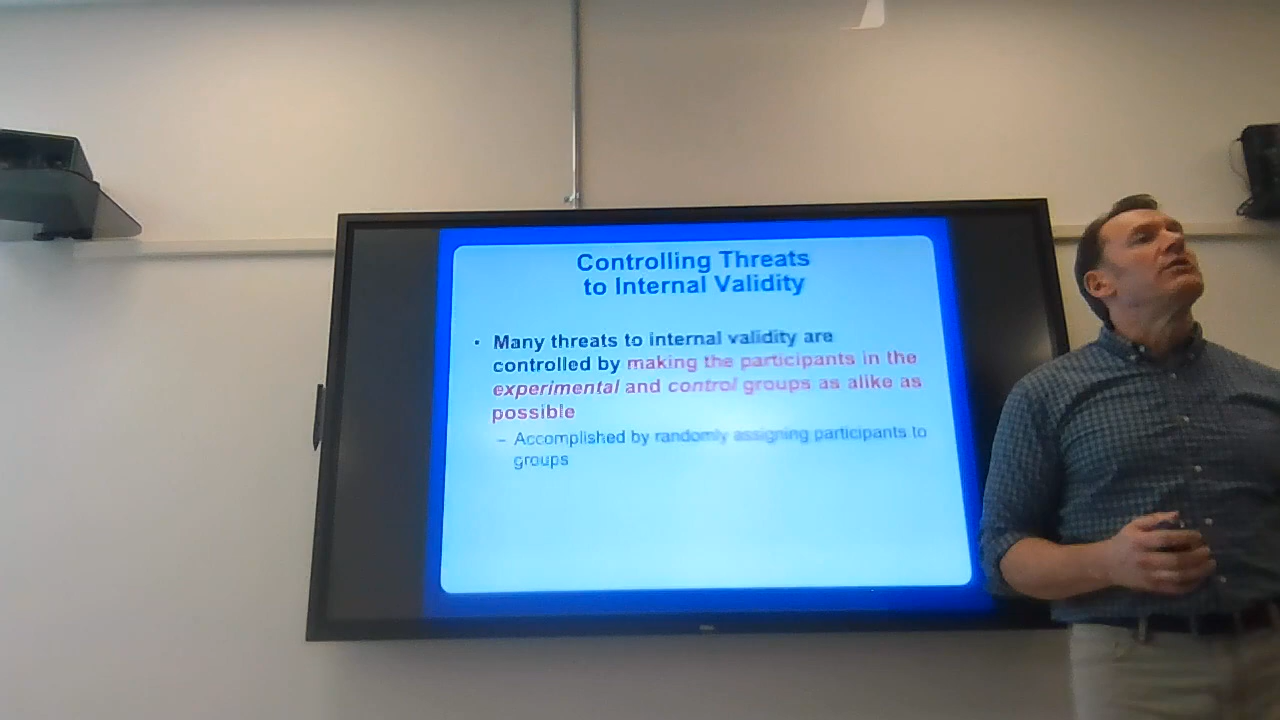 Controlling Threats
to Internal Validity
• Many threats to internal validity are
controlled by making the participants in the
experimental and control groups as alike as
possible
– Accomplished by randomly assigning participants to
groups